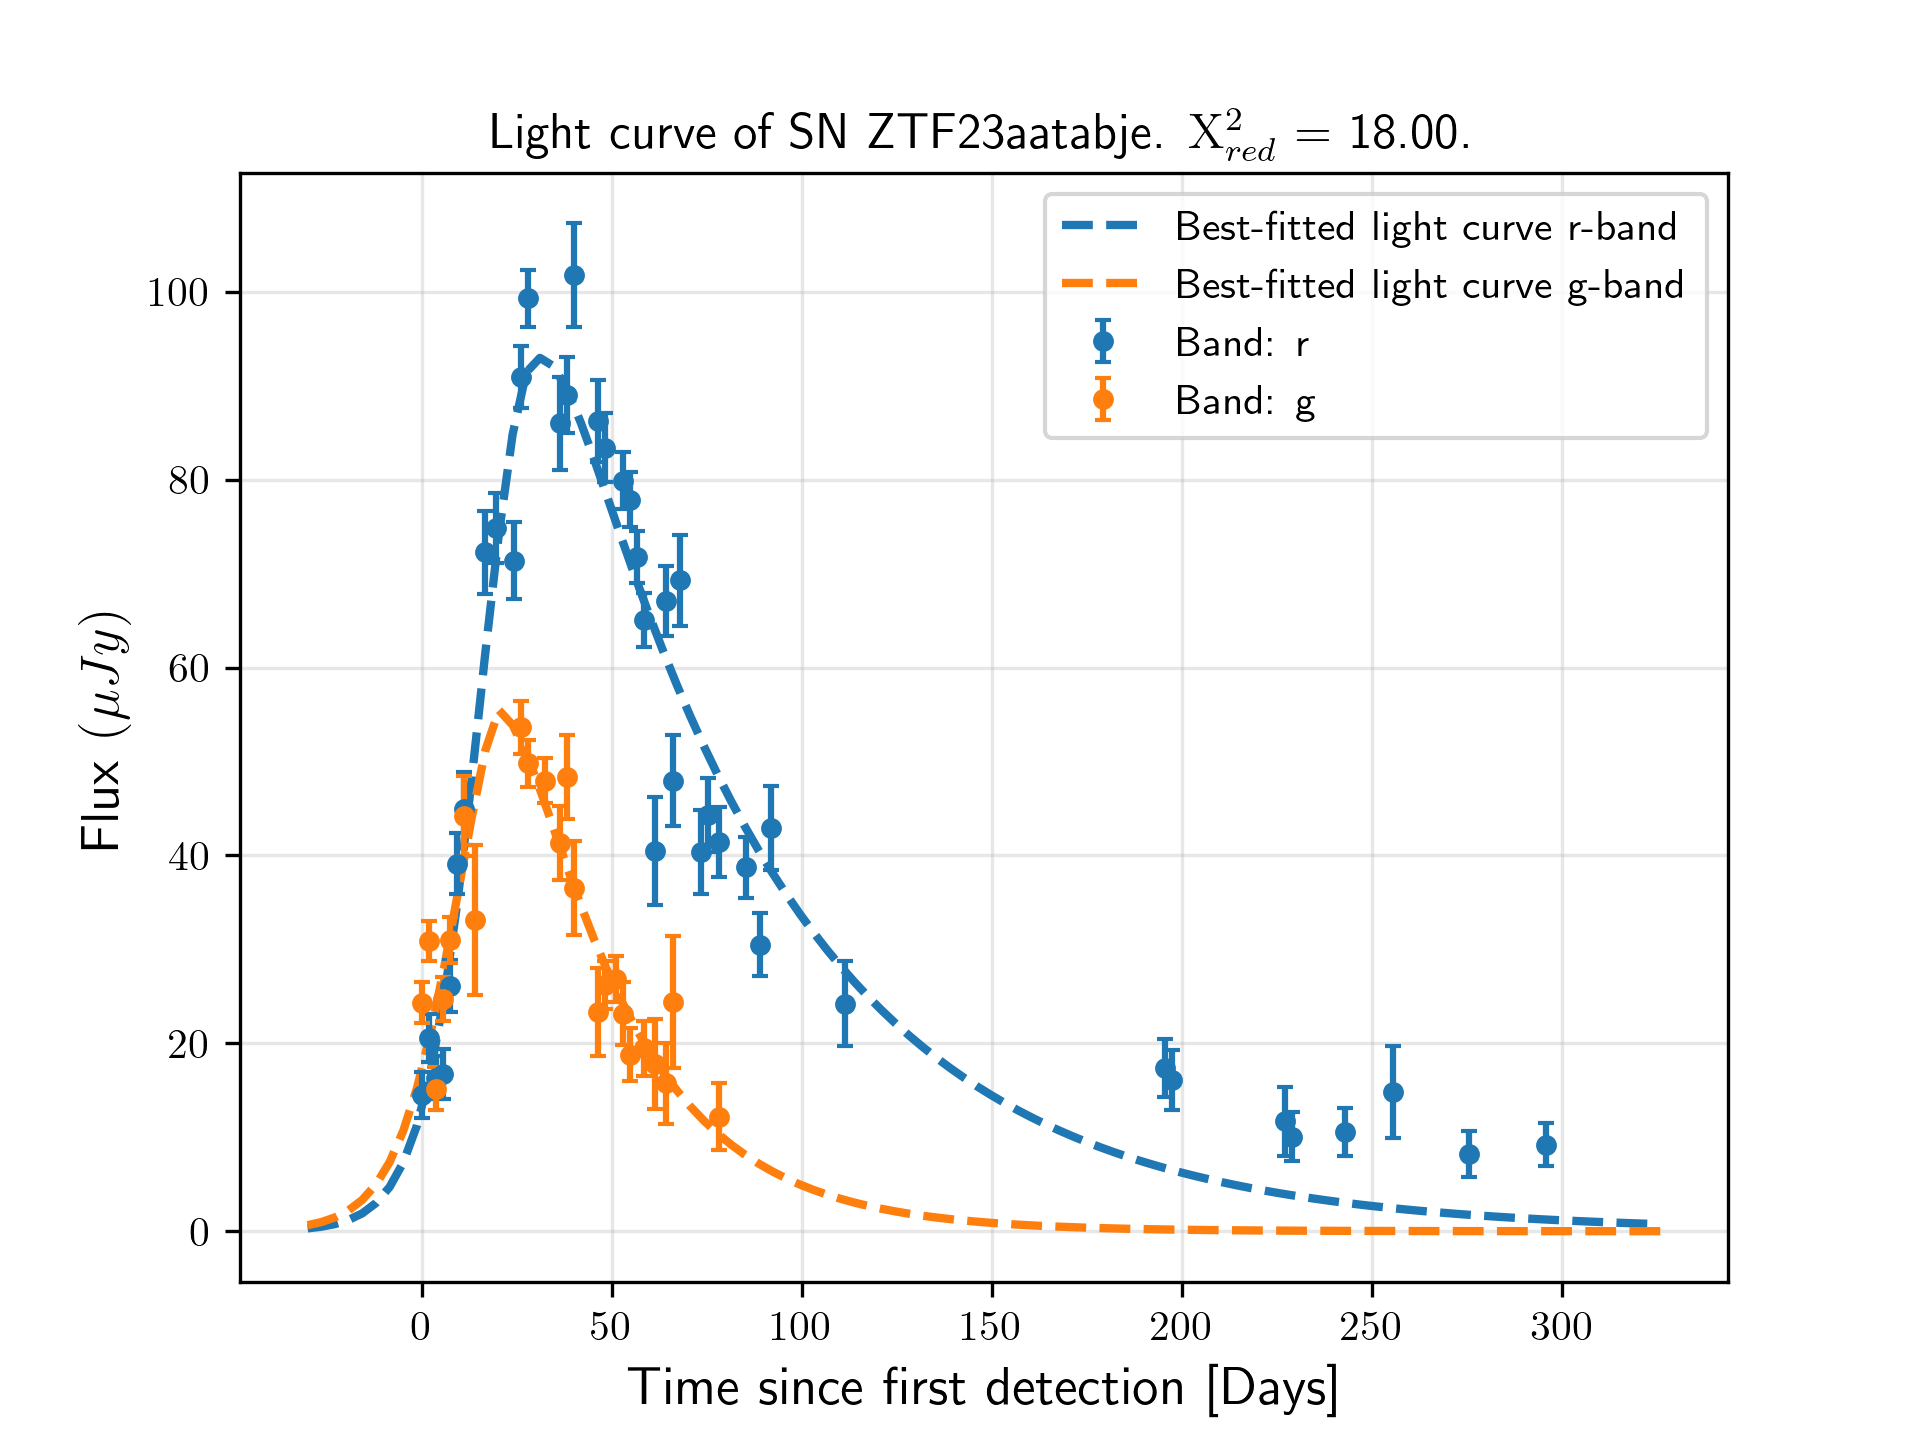 Light curve of SN ZTF23aatabje. X²red = 18.00.
Best-fitted light curve r-band
Best-fitted light curve g-band
Band: r
Band: g
Flux (μJy)
100
80
60
40
20
0
0 50 100 150 200 250 300
Time since first detection [Days]